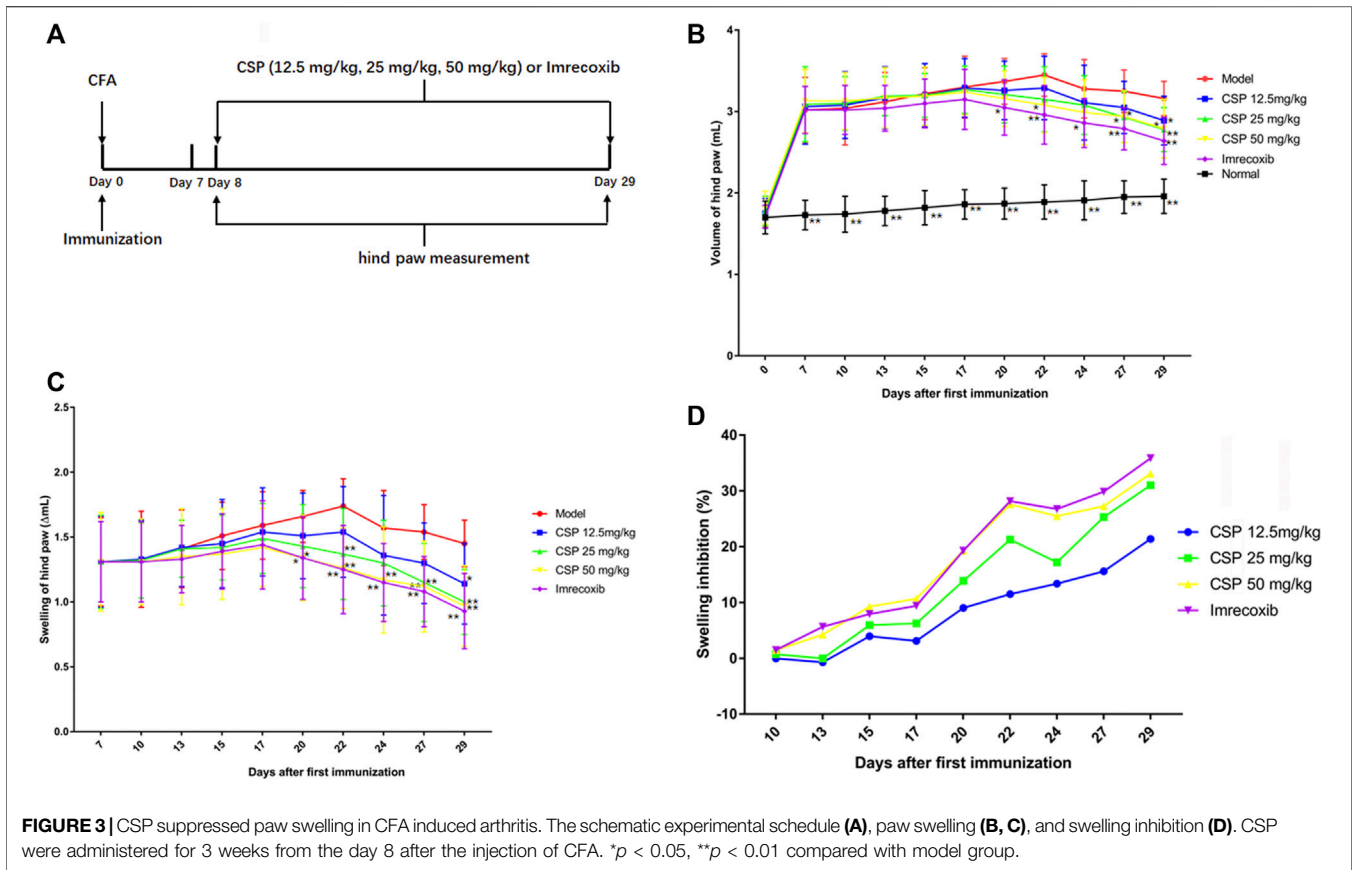 A
CFA
CSP (12.5 mg/kg, 25 mg/kg, 50 mg/kg) or Imrecoxib
Day 0
Day 7
Day 8
Day 29
Immunization
hind paw measurement
B
Volume of hind paw (mL)
4
3
2
1
0
0
7
10
13
15
17
20
22
24
27
29
Days after first immunization
Model
CSP 12.5mg/kg
CSP 25 mg/kg
CSP 50 mg/kg
Imrecoxib
Normal
*
*
**
*
*
*
**
*
*
**
**
**
**
**
**
**
**
**
**
**
**
C
Swelling of hind paw (ΔmL)
2.5
2.0
1.5
1.0
0.5
0.0
7
10
13
15
17
20
22
24
27
29
Days after first immunization
Model
CSP 12.5mg/kg
CSP 25 mg/kg
CSP 50 mg/kg
Imrecoxib
*
*
**
**
**
**
**
**
**
**
*
**
**
**
D
Swelling inhibition (%)
40
30
20
10
0
-10
10
13
15
17
20
22
24
27
29
Days after first immunization
CSP 12.5mg/kg
CSP 25 mg/kg
CSP 50 mg/kg
Imrecoxib
FIGURE 3 | CSP suppressed paw swelling in CFA induced arthritis. The schematic experimental schedule (A), paw swelling (B, C), and swelling inhibition (D). CSP
were administered for 3 weeks from the day 8 after the injection of CFA. *p < 0.05, **p < 0.01 compared with model group.